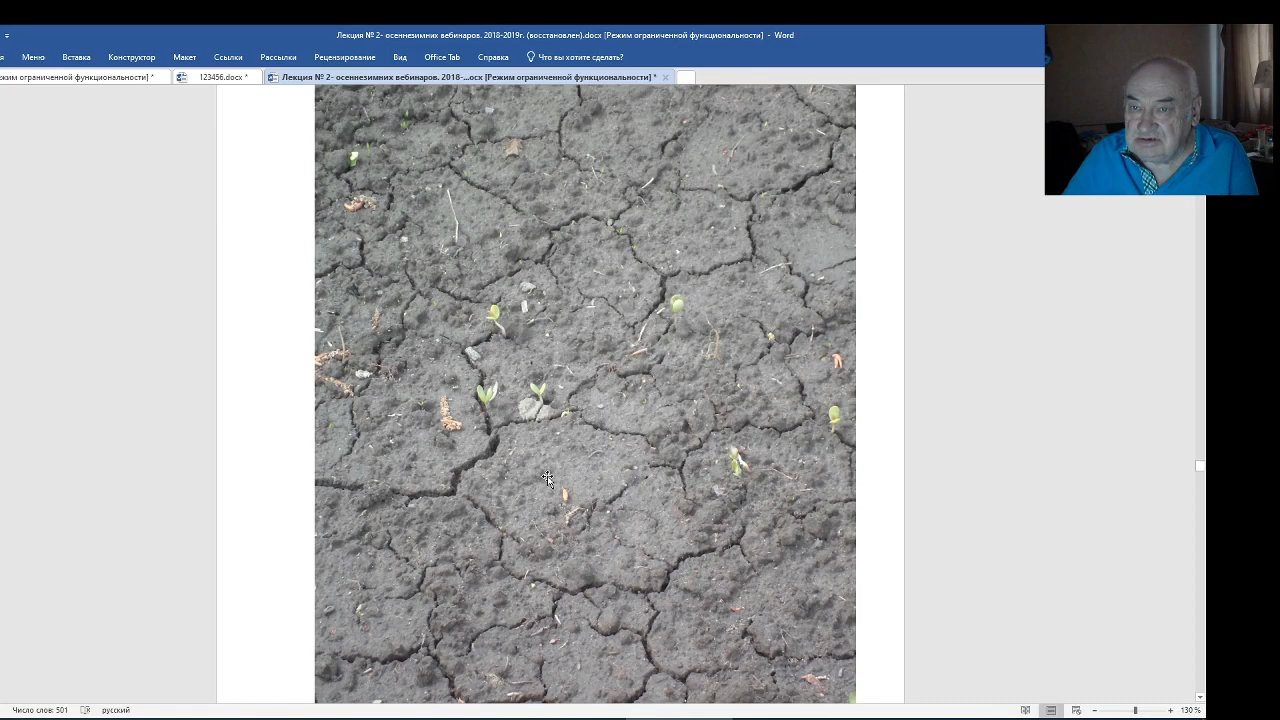 Лекция № 2- осеннезимних вебинаров. 2018-2019г. (восстановлен).docx [Режим ограниченной функциональности] - Word
Меню Вставка Конструктор Макет Ссылки Рассылки Рецензирование Вид Office Tab Справка Что вы хотите сделать?
ежим ограниченной функциональности] * 123456.docx * Лекция № 2- осеннезимних вебинаров. 2018-...осх [Режим ограниченной функциональности] *
Число слов: 501 русский 130 %